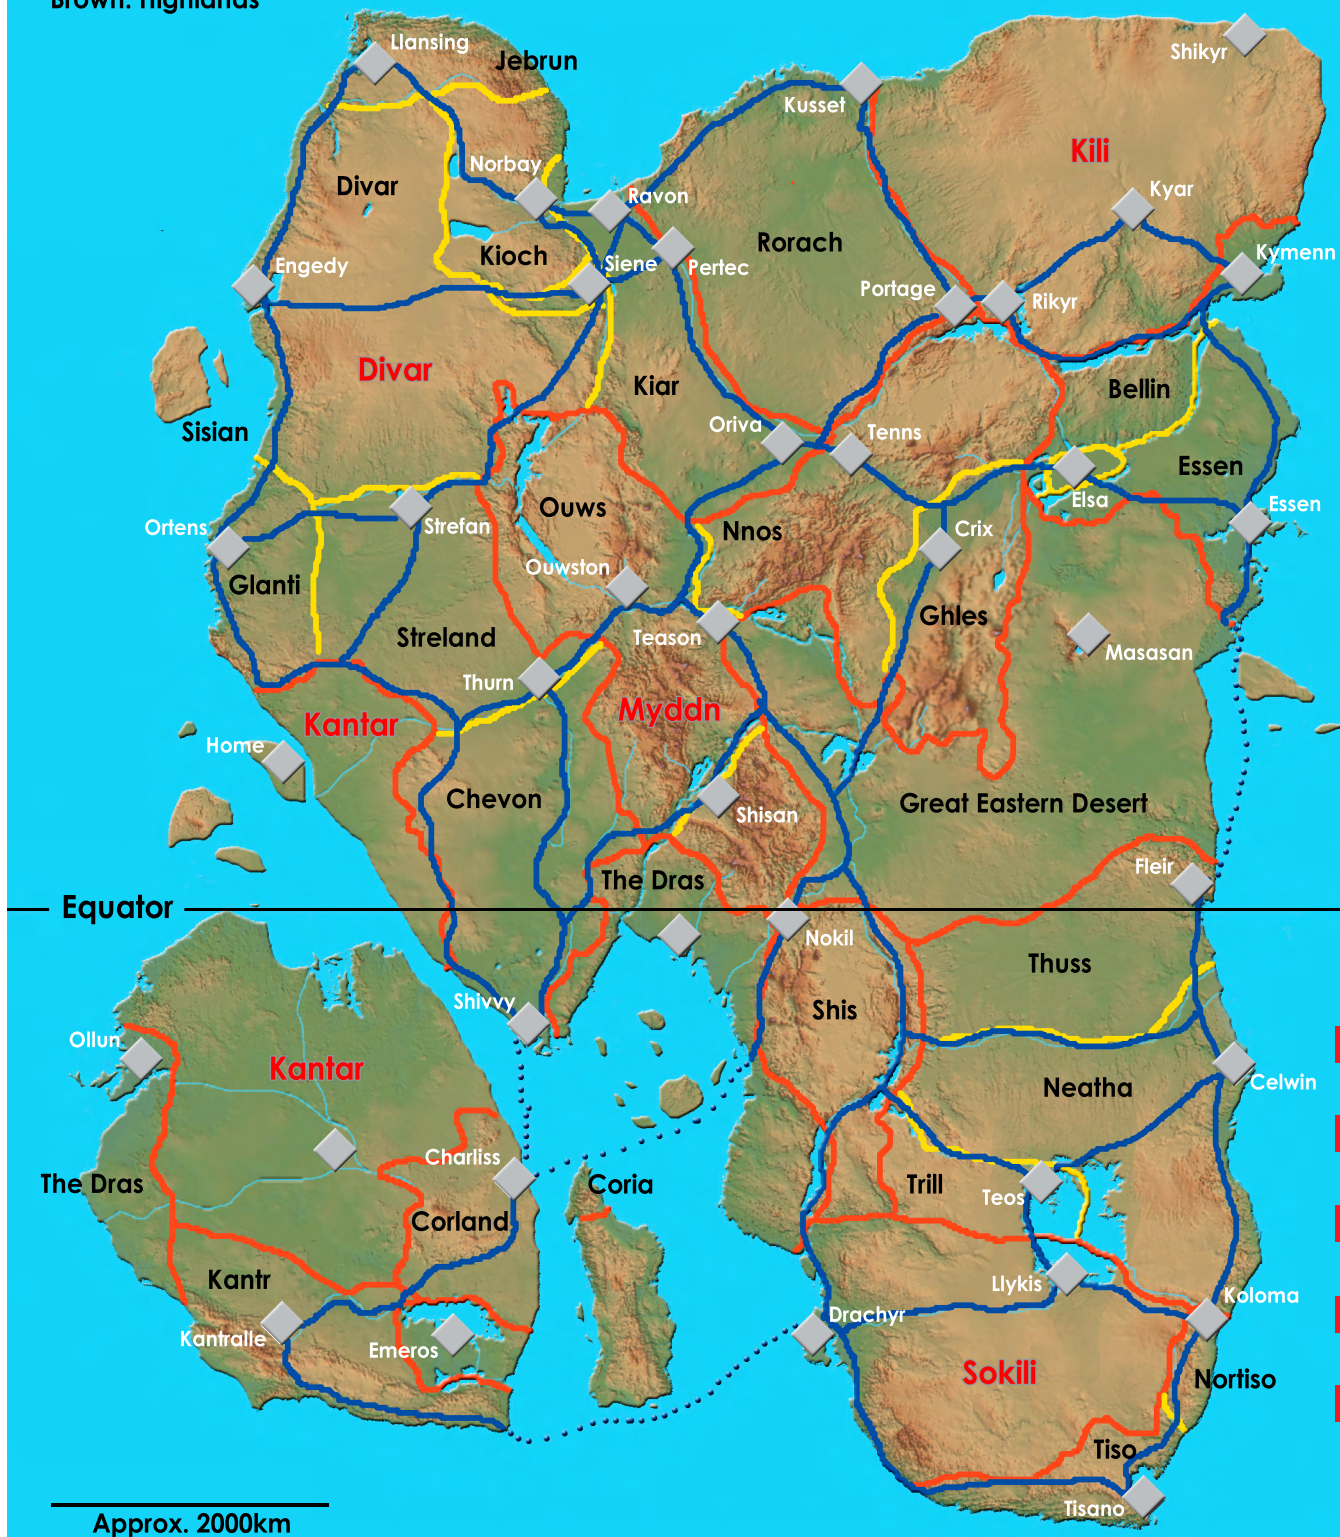 Brown: Highlands
Llansing
Shikyr
Jebrun
Kusset
Kili
Norbay
Divar
Kyar
Ravon
Rorach
Kioch
Kymenn
Siene
Engedy
Pertec
Portage
Rikyr
Divar
Kiar
Bellin
Sisian
Oriva
Tenns
Essen
Elsa
Ouws
Essen
Ortens
Strefan
Nnos
Crix
Ouwston
Glanti
Ghles
Streland
Teason
Masasan
Thurn
Myddn
Kantar
Home
Chevon
Great Eastern Desert
Shisan
Fleir
The Dras
Equator
Nokil
Thuss
Shivvy
Shis
Ollun
Kantar
Celwin
Neatha
Charliss
The Dras
Coria
Trill
Teos
Corland
Kantr
Llykis
Koloma
Drachyr
Kantralle
Emeros
Sokili
Nortiso
Tiso
Tisano
Approx. 2000km